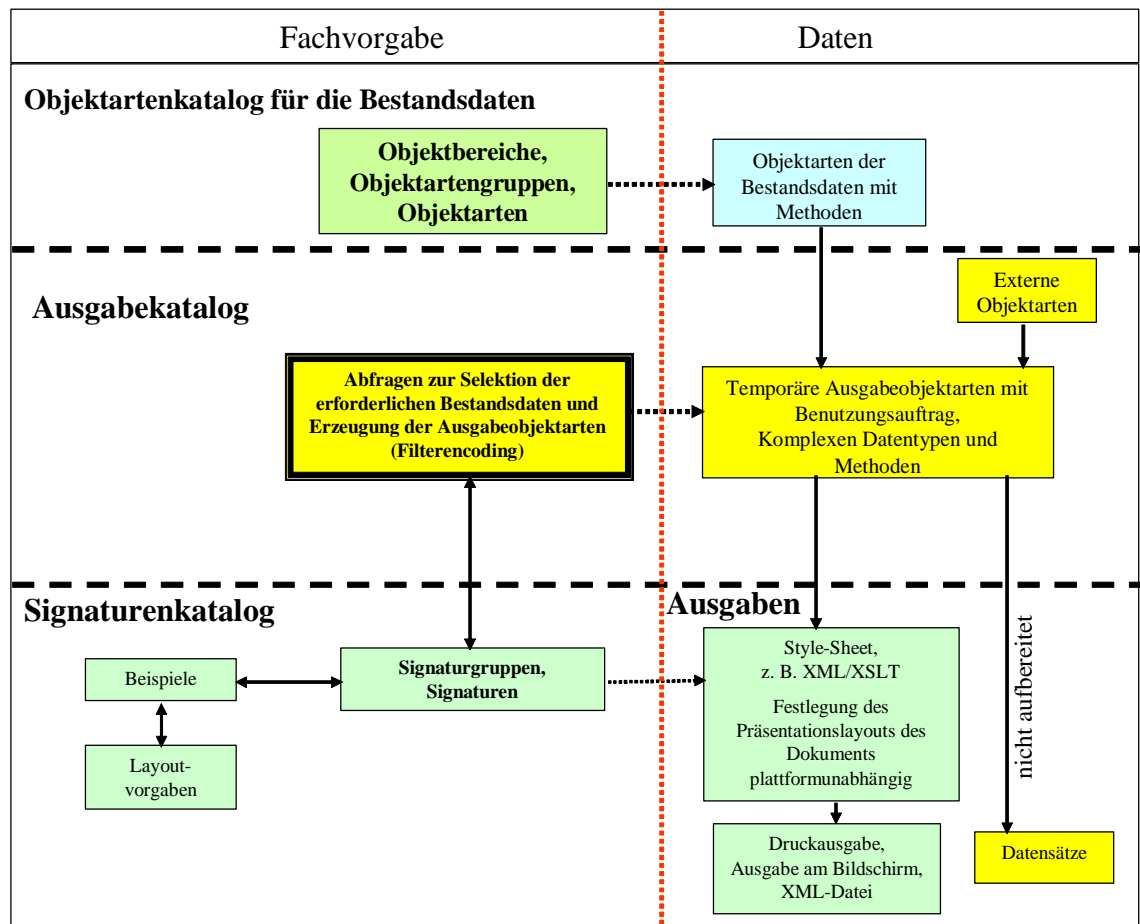 Fachvorgabe
Daten
Objektartenkatalog für die Bestandsdaten
Objektbereiche,
Objektartengruppen,
Objektarten
Objektarten der
Bestandsdaten mit
Methoden
Ausgabekatalog
Externe
Objektarten
Abfragen zur Selektion der
erforderlichen Bestandsdaten und
Erzeugung der Ausgabeobjektarten
(Filterencoding)
Temporäre Ausgabeobjektarten mit
Benutzungsauftrag,
Komplexen Datentypen und
Methoden
Signaturenkatalog
Ausgaben
Beispiele
Signaturgruppen,
Signaturen
Layout-
vorgaben
Style-Sheet,
z. B. XML/XSLT
Festlegung des
Präsentationslayouts des
Dokuments
plattformunabhängig
nicht aufbereitet
Druckausgabe,
Ausgabe am Bildschirm,
XML-Datei
Datensätze